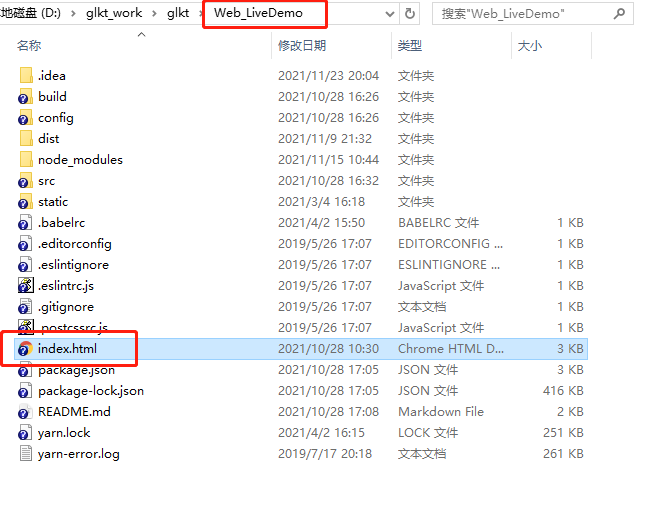 地磁盘 (D:) › glkt_work › glkt › Web_LiveDemo 搜索"Web_LiveDemo"
名称 修改日期 类型 大小
.idea 2021/11/23 20:04 文件夹
build 2021/10/28 16:26 文件夹
config 2021/10/28 16:26 文件夹
dist 2021/11/9 21:32 文件夹
node_modules 2021/11/15 10:44 文件夹
src 2021/10/28 16:32 文件夹
static 2021/3/4 16:18 文件夹
.babelrc 2021/4/2 15:50 BABELRC 文件 1 KB
.editorconfig 2019/5/26 17:07 EDITORCONFIG ... 1 KB
.eslintignore 2019/5/26 17:07 ESLINTIGNORE ... 1 KB
.eslintrc.js 2019/5/26 17:07 JavaScript 文件 1 KB
.gitignore 2019/5/26 17:07 文本文档 1 KB
.postcssrc.js 2019/5/26 17:07 JavaScript 文件 1 KB
index.html 2021/10/28 10:30 Chrome HTML D... 3 KB
package.json 2021/10/28 17:05 JSON 文件 3 KB
package-lock.json 2021/10/28 17:05 JSON 文件 416 KB
README.md 2021/10/28 17:08 Markdown File 2 KB
yarn.lock 2021/4/2 16:15 LOCK 文件 251 KB
yarn-error.log 2019/7/17 20:18 文本文档 261 KB